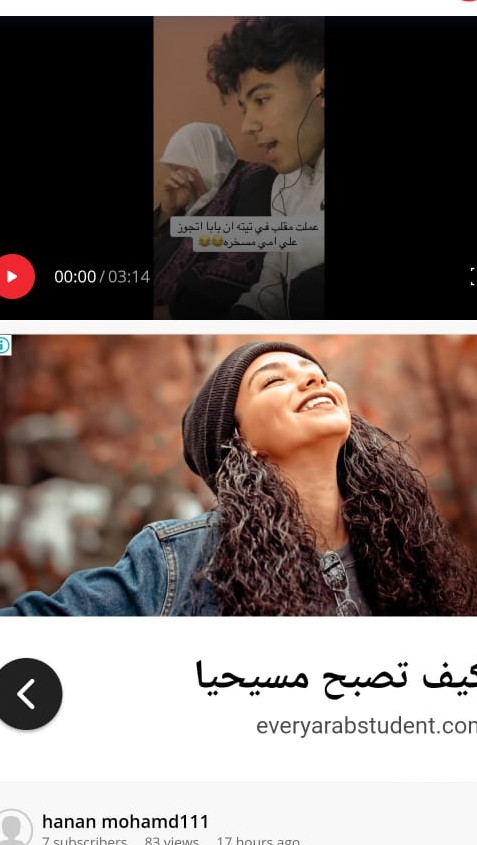 عملت مقلب في تيته ان بابا اتجوز
علي امي مسخره😂😂
00:00 / 03:14
كيف تصبح مسيحيا
everyarabstudent.com
hanan mohamd111
7 subscribers 83 views 17 hours ago